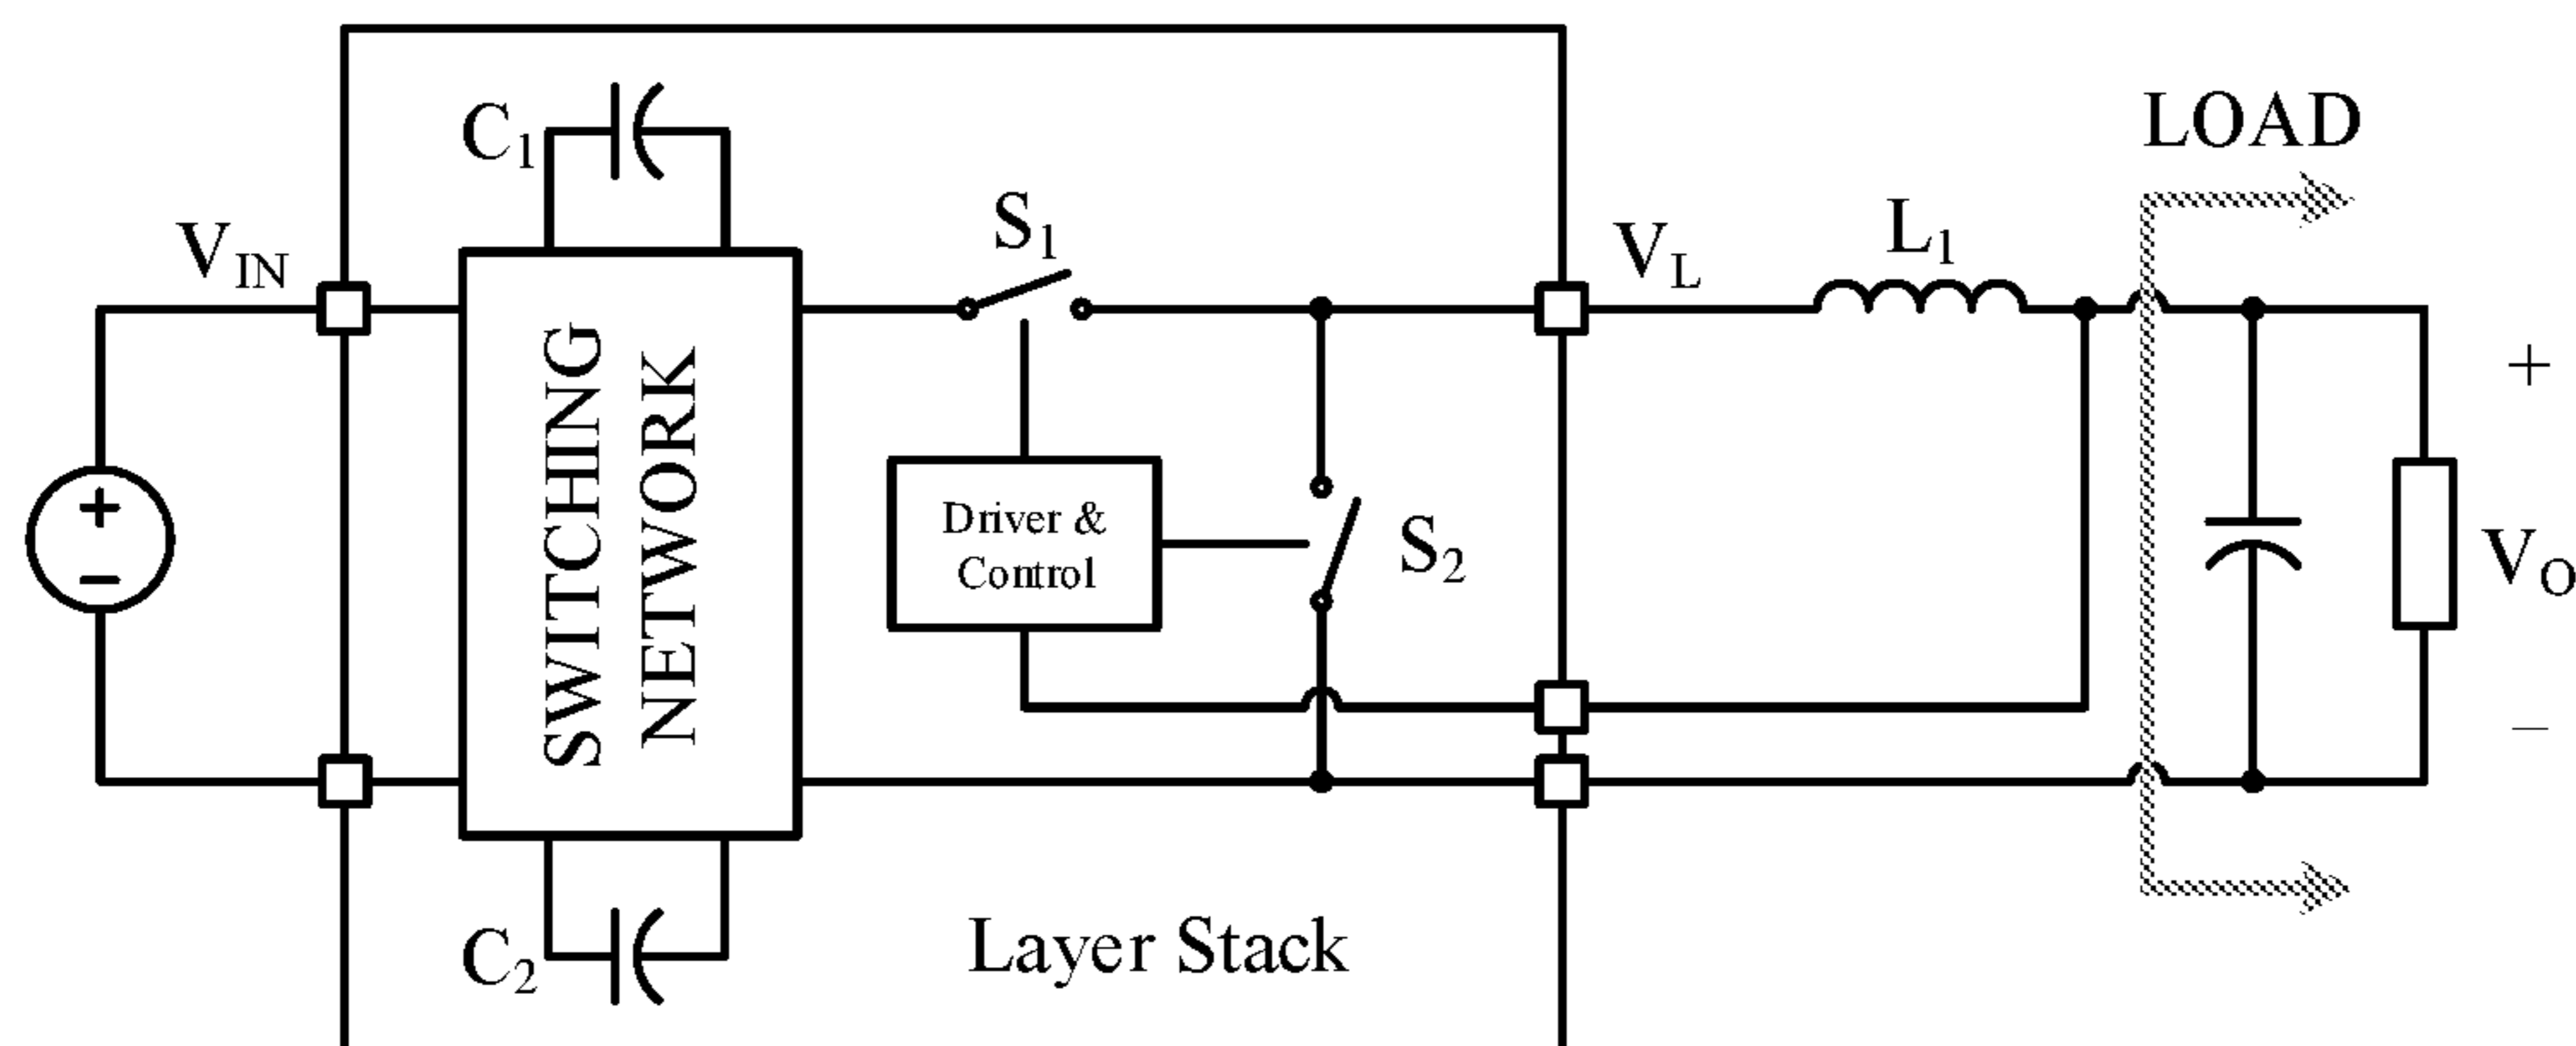 C1
LOAD
VIN
S1
VL
L1
+
SWITCHING
NETWORK
+
−
Driver &
Control
S2
VO
−
C2
Layer Stack